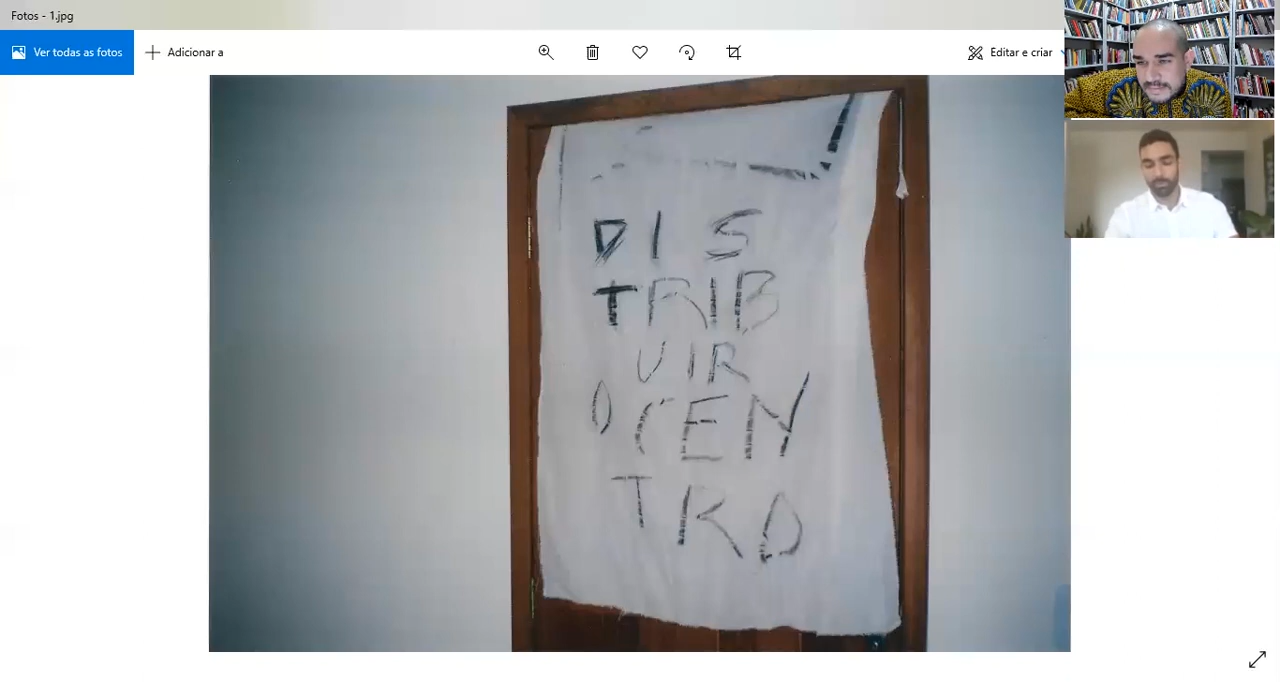 Fotos - 1.jpg
Ver todas as fotos
Adicionar a
Editar e criar
DIS
TRIB
UIR
O CEN
TRO